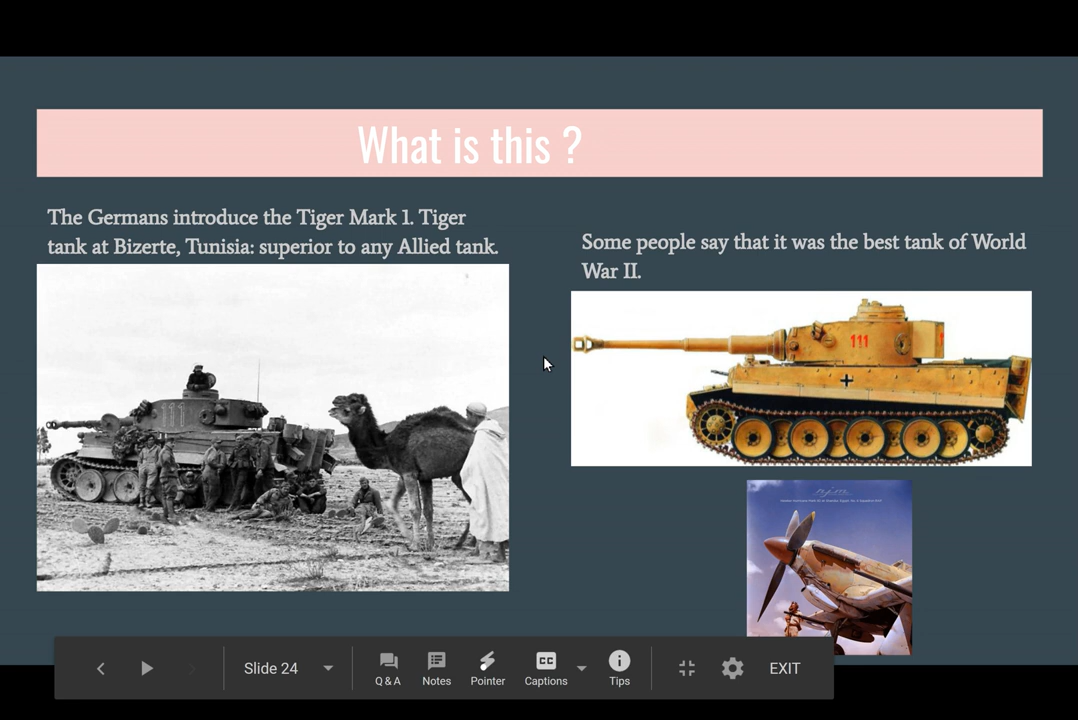 What is this ?
The Germans introduce the Tiger Mark 1. Tiger
tank at Bizerte, Tunisia: superior to any Allied tank.
Some people say that it was the best tank of World
War II.
111
111
Slide 24
Q & A
Notes
Pointer
CC
Captions
Tips
EXIT